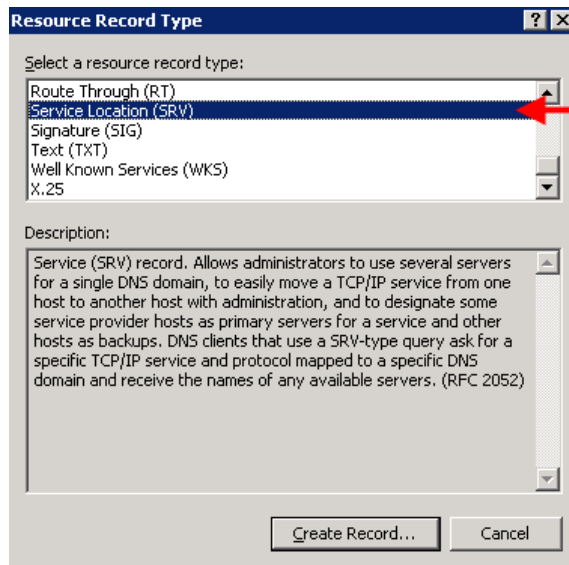 Resource Record Type
Select a resource record type:
Route Through (RT)
Service Location (SRV)
Signature (SIG)
Text (TXT)
Well Known Services (WKS)
X.25
Description:
Service (SRV) record. Allows administrators to use several servers
for a single DNS domain, to easily move a TCP/IP service from one
host to another host with administration, and to designate some
service provider hosts as primary servers for a service and other
hosts as backups. DNS clients that use a SRV-type query ask for a
specific TCP/IP service and protocol mapped to a specific DNS
domain and receive the names of any available servers. (RFC 2052)
Create Record... Cancel